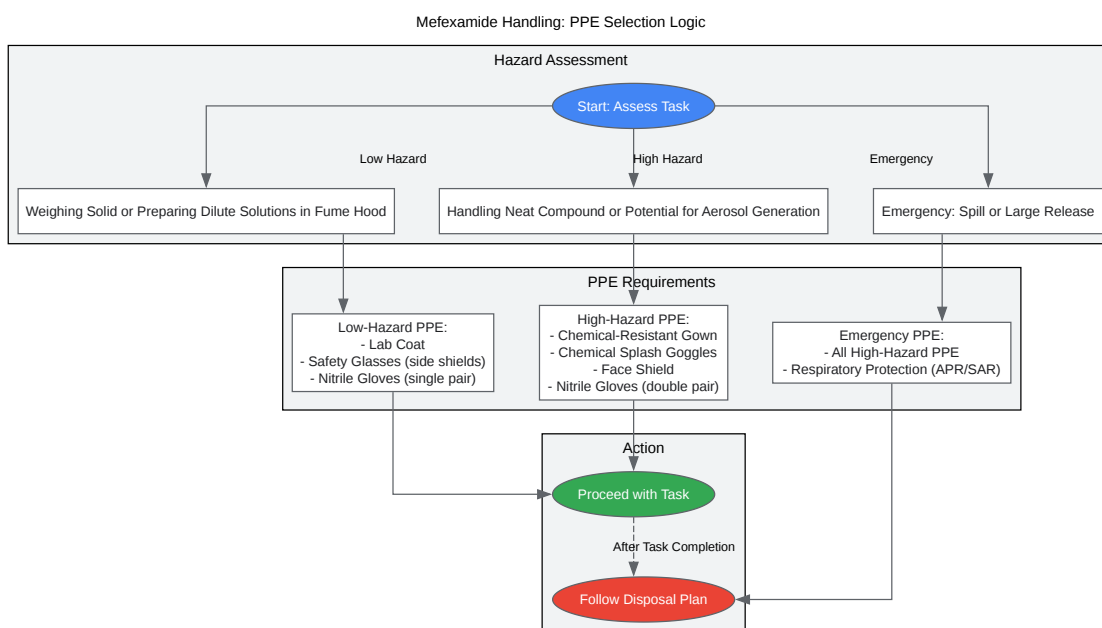 Mefexamide Handling: PPE Selection Logic
Hazard Assessment
Start: Assess Task
Low Hazard
High Hazard
Emergency
Weighing Solid or Preparing Dilute Solutions in Fume Hood
Handling Neat Compound or Potential for Aerosol Generation
Emergency: Spill or Large Release
PPE Requirements
Low-Hazard PPE:
- Lab Coat
- Safety Glasses (side shields)
- Nitrile Gloves (single pair)
High-Hazard PPE:
- Chemical-Resistant Gown
- Chemical Splash Goggles
- Face Shield
- Nitrile Gloves (double pair)
Emergency PPE:
- All High-Hazard PPE
- Respiratory Protection (APR/SAR)
Action
Proceed with Task
After Task Completion
Follow Disposal Plan